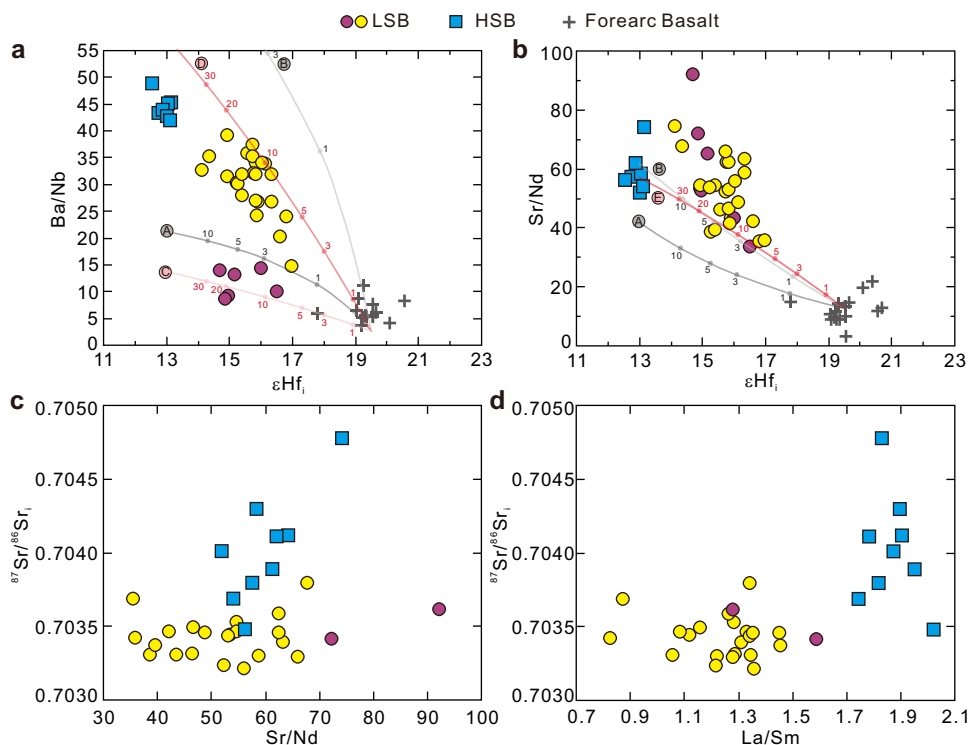 LSB HSB Forearc Basalt
a
55
50
45
40
35
30
25
20
15
10
5
0
Ba/Nb
11 13 15 17 19 21 23
εHfᵢ
D
30
20
10
5
3
1
B
3
1
A
10
5
3
1
C
30
20
10
5
3
1
b
100
80
60
40
20
0
Sr/Nd
11 13 15 17 19 21 23
εHfᵢ
B
10
5
3
1
E
30
20
10
5
3
1
A
10
5
3
1
c
0.7050
0.7045
0.7040
0.7035
0.7030
⁸⁷Sr/⁸⁶Srᵢ
30 40 50 60 70 80 90 100
Sr/Nd
d
0.7050
0.7045
0.7040
0.7035
0.7030
⁸⁷Sr/⁸⁶Srᵢ
0.7 0.9 1.1 1.3 1.5 1.7 1.9 2.1
La/Sm